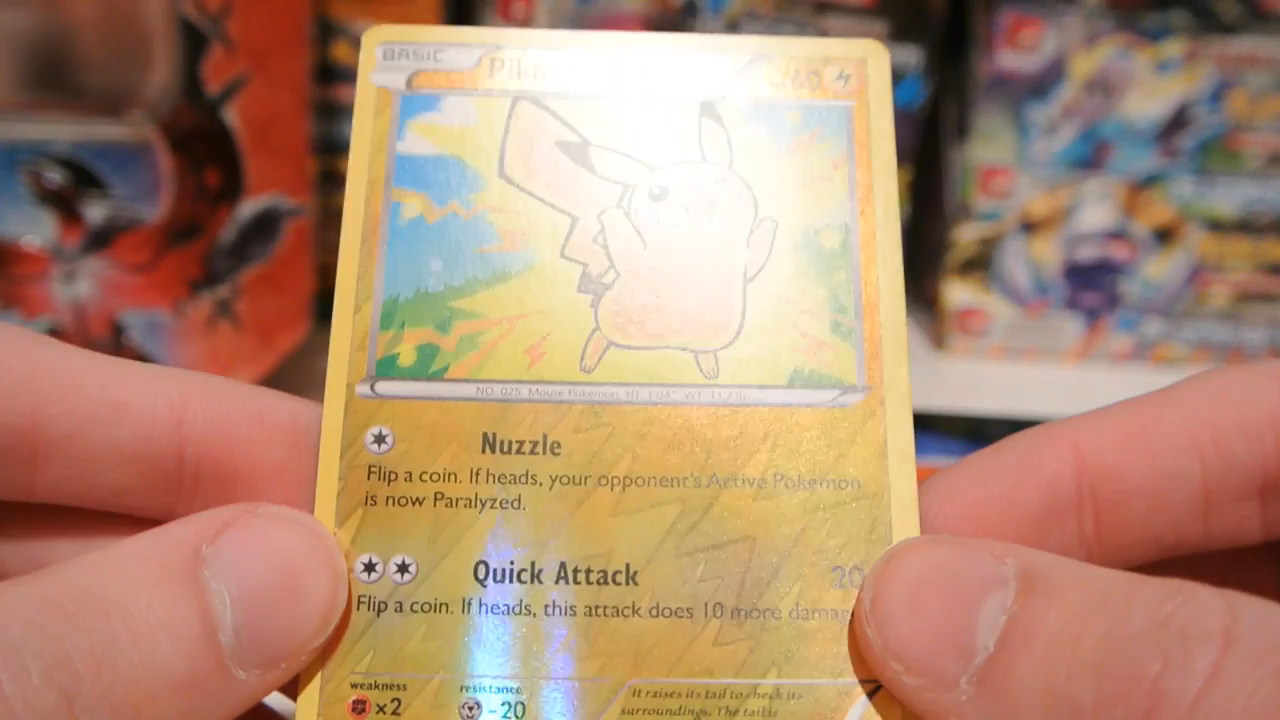 BASIC
NO. 025 Mouse Pokémon HT: 1'04" WT: 13.2 lbs.
Nuzzle
Flip a coin. If heads, your opponent's Active Pokémon
is now Paralyzed.
Quick Attack 20
Flip a coin. If heads, this attack does 10 more damag
weakness resistance
×2 -20
It raises its tail to check its
surroundings. The tail is